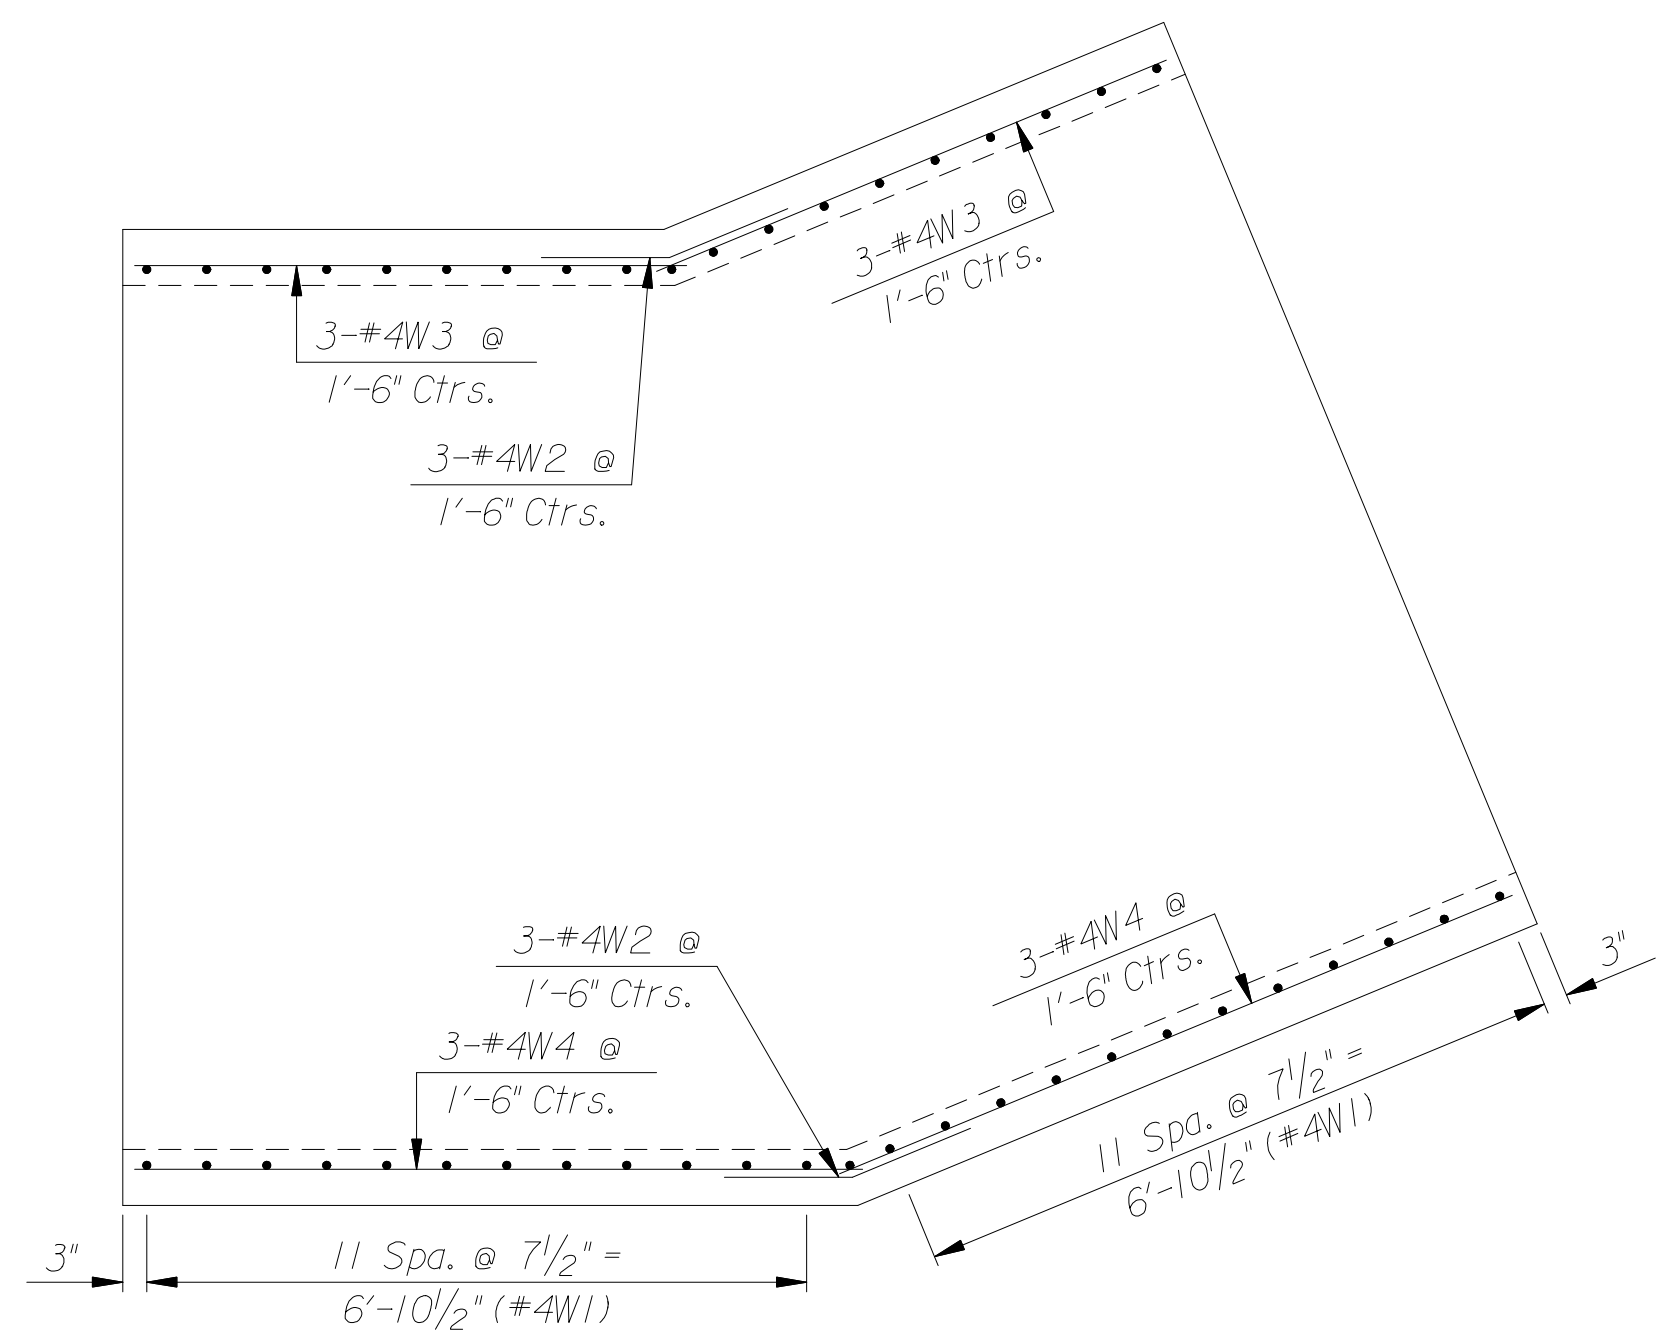 3-#4W3 @
1'-6" Ctrs.
3-#4W3 @
1'-6" Ctrs.
3-#4W2 @
1'-6" Ctrs.
3-#4W2 @
1'-6" Ctrs.
3-#4W4 @
1'-6" Ctrs.
3-#4W4 @
1'-6" Ctrs.
3"
11 Spa. @ 7 1/2" =
6'-10 1/2" (#4W1)
3"
11 Spa. @ 7 1/2" =
6'-10 1/2" (#4W1)